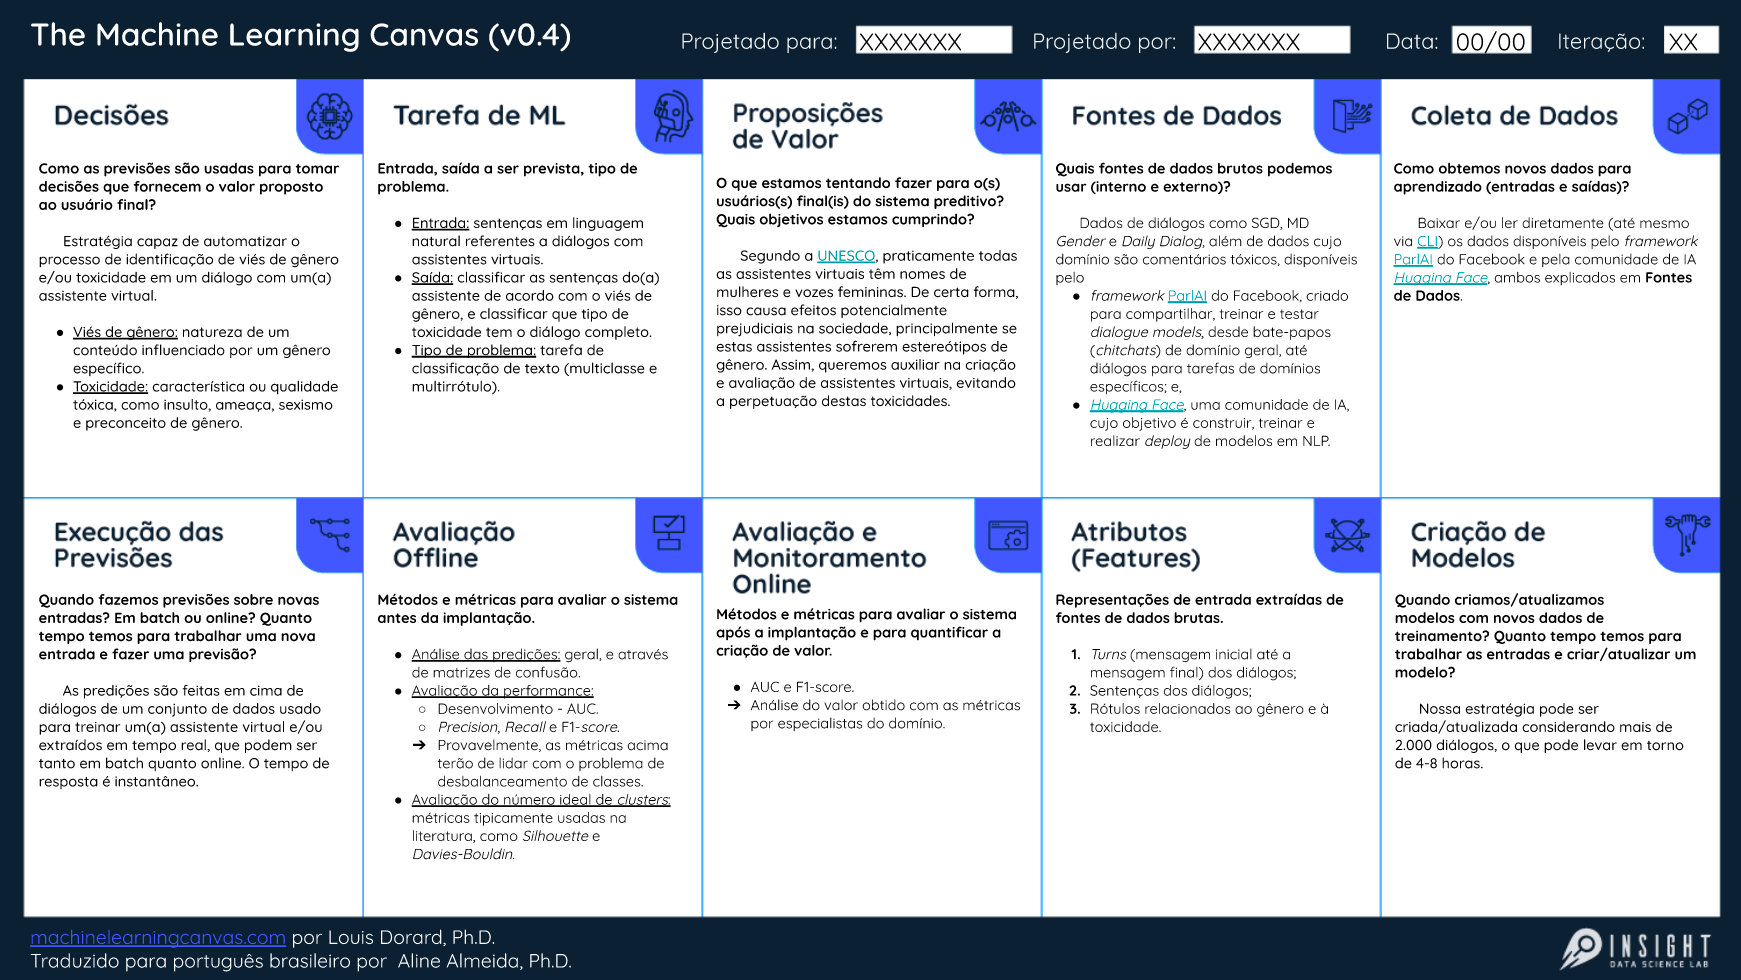 The Machine Learning Canvas (v0.4)
Projetado para: XXXXXXX
Projetado por: XXXXXXX
Data: 00/00
Iteração: XX
Decisões
Como as previsões são usadas para tomar
decisões que fornecem o valor proposto
ao usuário final?
Estratégia capaz de automatizar o
processo de identificação de viés de gênero
e/ou toxicidade em um diálogo com um(a)
assistente virtual.
● Viés de gênero: natureza de um
conteúdo influenciado por um gênero
específico.
● Toxicidade: característica ou qualidade
tóxica, como insulto, ameaça, sexismo
e preconceito de gênero.
Tarefa de ML
Entrada, saída a ser prevista, tipo de
problema.
● Entrada: sentenças em linguagem
natural referentes a diálogos com
assistentes virtuais.
● Saída: classificar as sentenças do(a)
assistente de acordo com o viés de
gênero, e classificar que tipo de
toxicidade tem o diálogo completo.
● Tipo de problema: tarefa de
classificação de texto (multiclasse e
multirrótulo).
Proposições
de Valor
O que estamos tentando fazer para o(s)
usuários(s) final(is) do sistema preditivo?
Quais objetivos estamos cumprindo?
Segundo a UNESCO, praticamente todas
as assistentes virtuais têm nomes de
mulheres e vozes femininas. De certa forma,
isso causa efeitos potencialmente
prejudiciais na sociedade, principalmente se
estas assistentes sofrerem estereótipos de
gênero. Assim, queremos auxiliar na criação
e avaliação de assistentes virtuais, evitando
a perpetuação destas toxicidades.
Fontes de Dados
Quais fontes de dados brutos podemos
usar (interno e externo)?
Dados de diálogos como SGD, MD
Gender e Daily Dialog, além de dados cujo
domínio são comentários tóxicos, disponíveis
pelo
● framework ParlAI do Facebook, criado
para compartilhar, treinar e testar
dialogue models, desde bate-papos
(chitchats) de domínio geral, até
diálogos para tarefas de domínios
específicos; e,
● Hugging Face, uma comunidade de IA,
cujo objetivo é construir, treinar e
realizar deploy de modelos em NLP.
Coleta de Dados
Como obtemos novos dados para
aprendizado (entradas e saídas)?
Baixar e/ou ler diretamente (até mesmo
via CLI) os dados disponíveis pelo framework
ParlAI do Facebook e pela comunidade de IA
Hugging Face, ambos explicados em Fontes
de Dados.
Execução das
Previsões
Quando fazemos previsões sobre novas
entradas? Em batch ou online? Quanto
tempo temos para trabalhar uma nova
entrada e fazer uma previsão?
As predições são feitas em cima de
diálogos de um conjunto de dados usado
para treinar um(a) assistente virtual e/ou
extraídos em tempo real, que podem ser
tanto em batch quanto online. O tempo de
resposta é instantâneo.
Avaliação
Offline
Métodos e métricas para avaliar o sistema
antes da implantação.
● Análise das predições: geral, e através
de matrizes de confusão.
● Avaliação da performance:
○ Desenvolvimento - AUC.
○ Precision, Recall e F1-score.
➔ Provavelmente, as métricas acima
terão de lidar com o problema de
desbalanceamento de classes.
● Avaliação do número ideal de clusters:
métricas tipicamente usadas na
literatura, como Silhouette e
Davies-Bouldin.
Avaliação e
Monitoramento
Online
Métodos e métricas para avaliar o sistema
após a implantação e para quantificar a
criação de valor.
● AUC e F1-score.
➔ Análise do valor obtido com as métricas
por especialistas do domínio.
Atributos
(Features)
Representações de entrada extraídas de
fontes de dados brutas.
1. Turns (mensagem inicial até a
mensagem final) dos diálogos;
2. Sentenças dos diálogos;
3. Rótulos relacionados ao gênero e à
toxicidade.
Criação de
Modelos
Quando criamos/atualizamos
modelos com novos dados de
treinamento? Quanto tempo temos para
trabalhar as entradas e criar/atualizar um
modelo?
Nossa estratégia pode ser
criada/atualizada considerando mais de
2.000 diálogos, o que pode levar em torno
de 4-8 horas.
machinelearningcanvas.com por Louis Dorard, Ph.D.
Traduzido para português brasileiro por Aline Almeida, Ph.D.
INSIGHT
DATA SCIENCE LAB